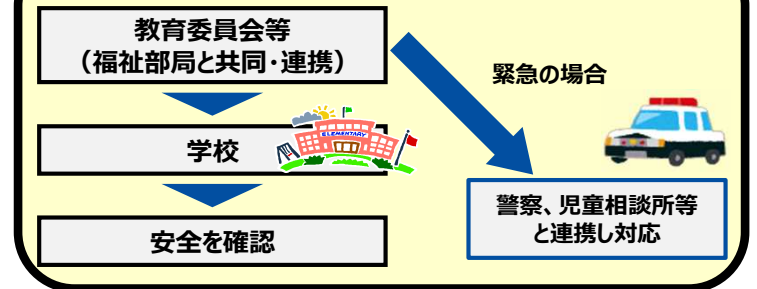 教育委員会等
（福祉部局と共同・連携）
緊急の場合
学校
ELEMENTARY
警察、児童相談所等
と連携し対応
安全を確認